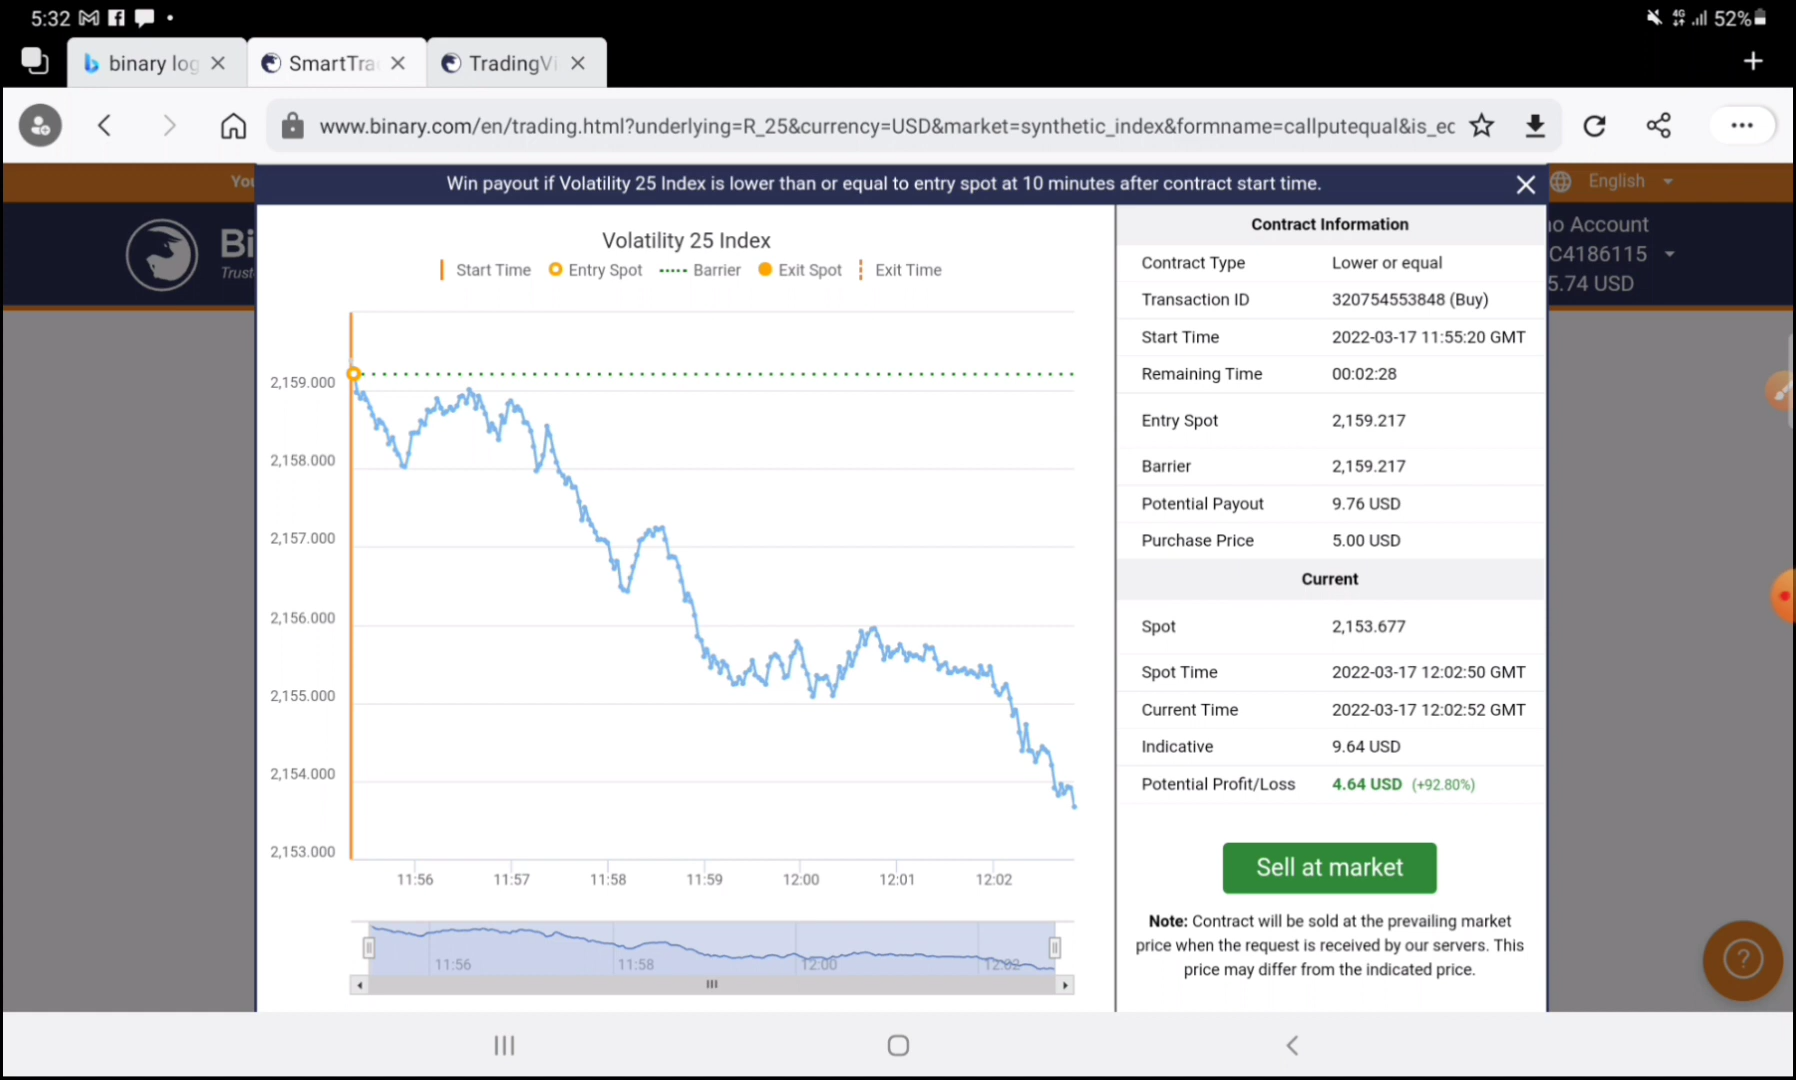 5:32
4G
52%
binary log
SmartTra
TradingVi
www.binary.com/en/trading.html?underlying=R_25&currency=USD&market=synthetic_index&formname=callputequal&is_ec
You
Win payout if Volatility 25 Index is lower than or equal to entry spot at 10 minutes after contract start time.
English
Bi
Trust
no Account
C4186115
5.74 USD
Volatility 25 Index
Start Time Entry Spot Barrier Exit Spot Exit Time
2,159.000
2,158.000
2,157.000
2,156.000
2,155.000
2,154.000
2,153.000
11:56 11:57 11:58 11:59 12:00 12:01 12:02
11:56 11:58 12:00 12:02
Contract Information
Contract Type Lower or equal
Transaction ID 320754553848 (Buy)
Start Time 2022-03-17 11:55:20 GMT
Remaining Time 00:02:28
Entry Spot 2,159.217
Barrier 2,159.217
Potential Payout 9.76 USD
Purchase Price 5.00 USD
Current
Spot 2,153.677
Spot Time 2022-03-17 12:02:50 GMT
Current Time 2022-03-17 12:02:52 GMT
Indicative 9.64 USD
Potential Profit/Loss 4.64 USD (+92.80%)
Sell at market
Note: Contract will be sold at the prevailing market
price when the request is received by our servers. This
price may differ from the indicated price.